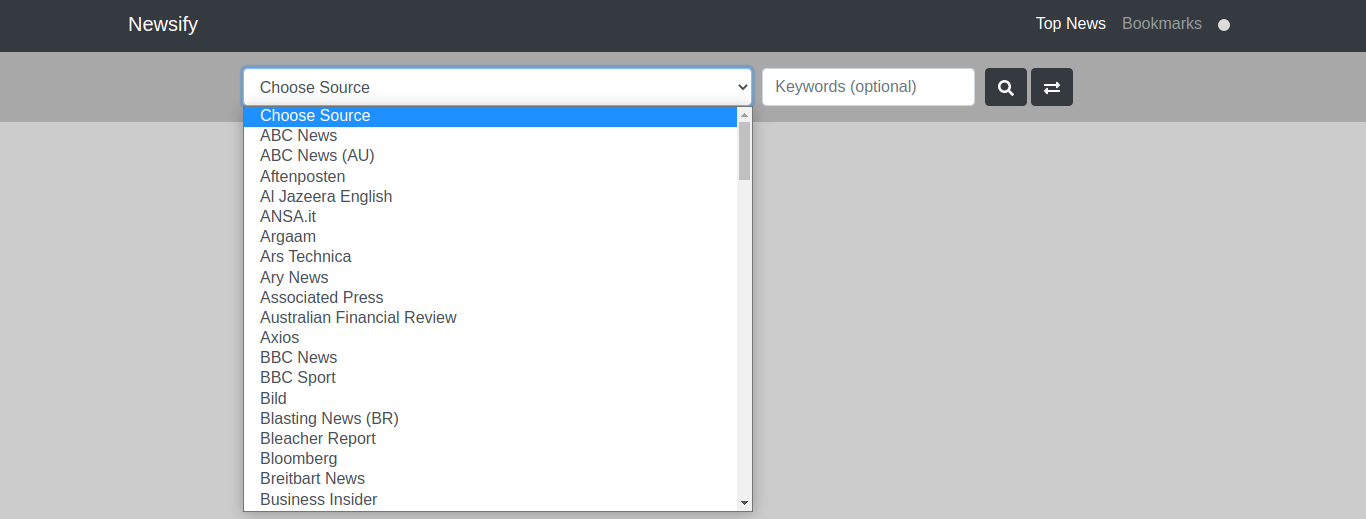 Newsify
Top News
Bookmarks
Choose Source
Keywords (optional)
Choose Source
ABC News
ABC News (AU)
Aftenposten
Al Jazeera English
ANSA.it
Argaam
Ars Technica
Ary News
Associated Press
Australian Financial Review
Axios
BBC News
BBC Sport
Bild
Blasting News (BR)
Bleacher Report
Bloomberg
Breitbart News
Business Insider